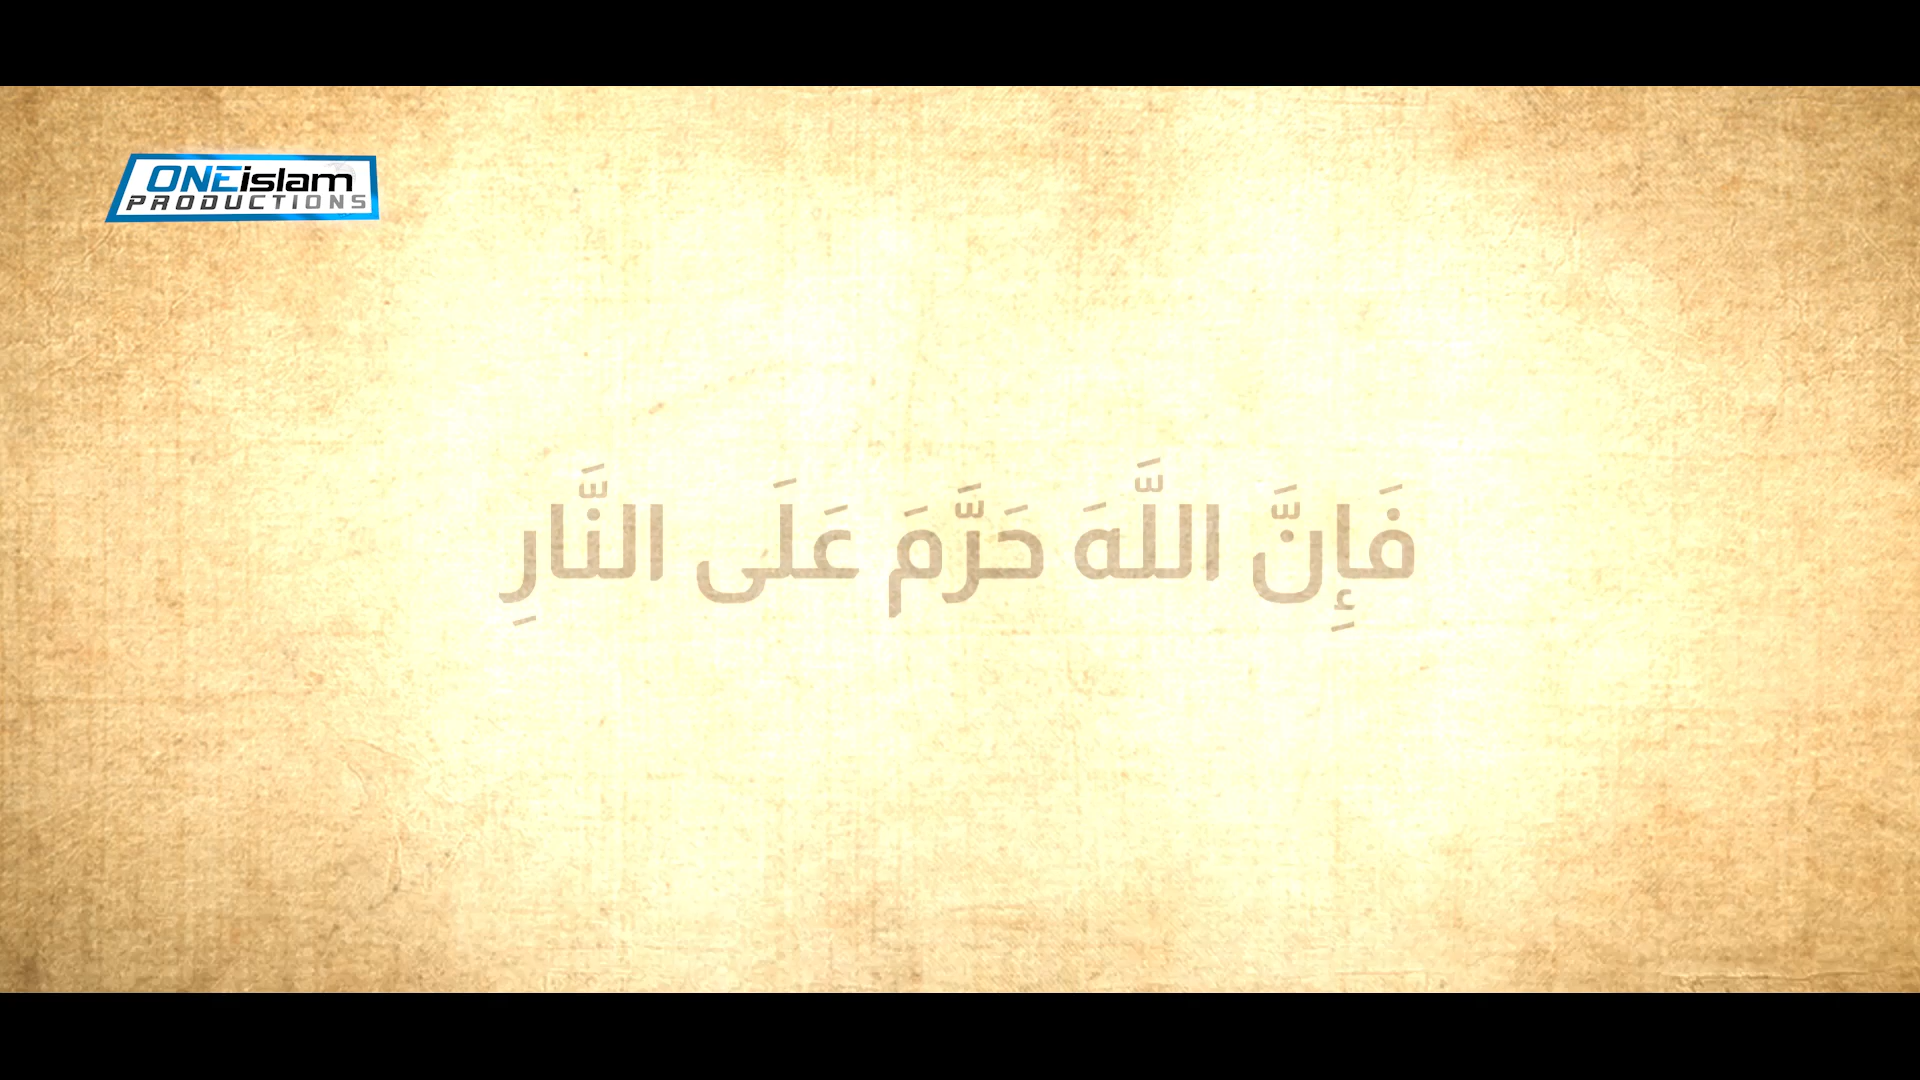 ONEislam
PRODUCTIONS
فَإِنَّ اللَّهَ حَرَّمَ عَلَى النَّارِ